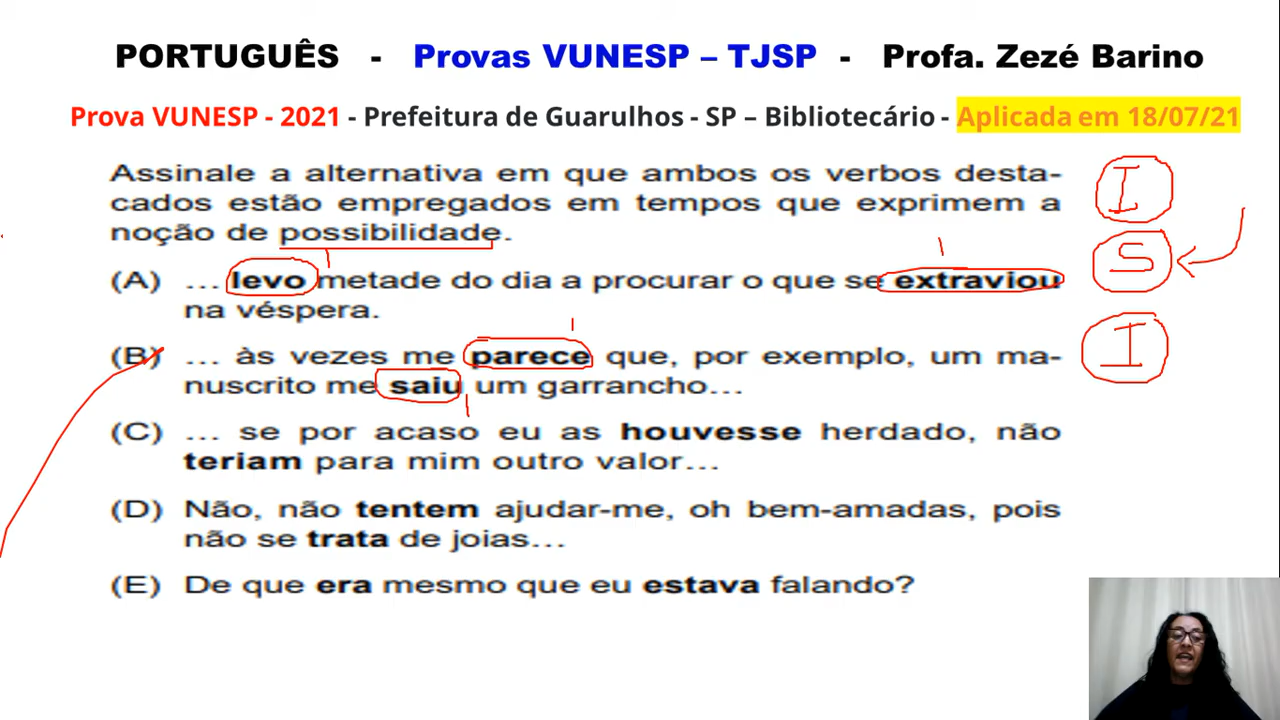 PORTUGUÊS - Provas VUNESP – TJSP - Profa. Zezé Barino
Prova VUNESP - 2021 - Prefeitura de Guarulhos - SP – Bibliotecário - Aplicada em 18/07/21
Assinale a alternativa em que ambos os verbos desta-
cados estão empregados em tempos que exprimem a
noção de possibilidade.
(A) ... levo metade do dia a procurar o que se extraviou
na véspera.
(B) ... às vezes me parece que, por exemplo, um ma-
nuscrito me saiu um garrancho...
(C) ... se por acaso eu as houvesse herdado, não
teriam para mim outro valor...
(D) Não, não tentem ajudar-me, oh bem-amadas, pois
não se trata de joias...
(E) De que era mesmo que eu estava falando?
I
S
I